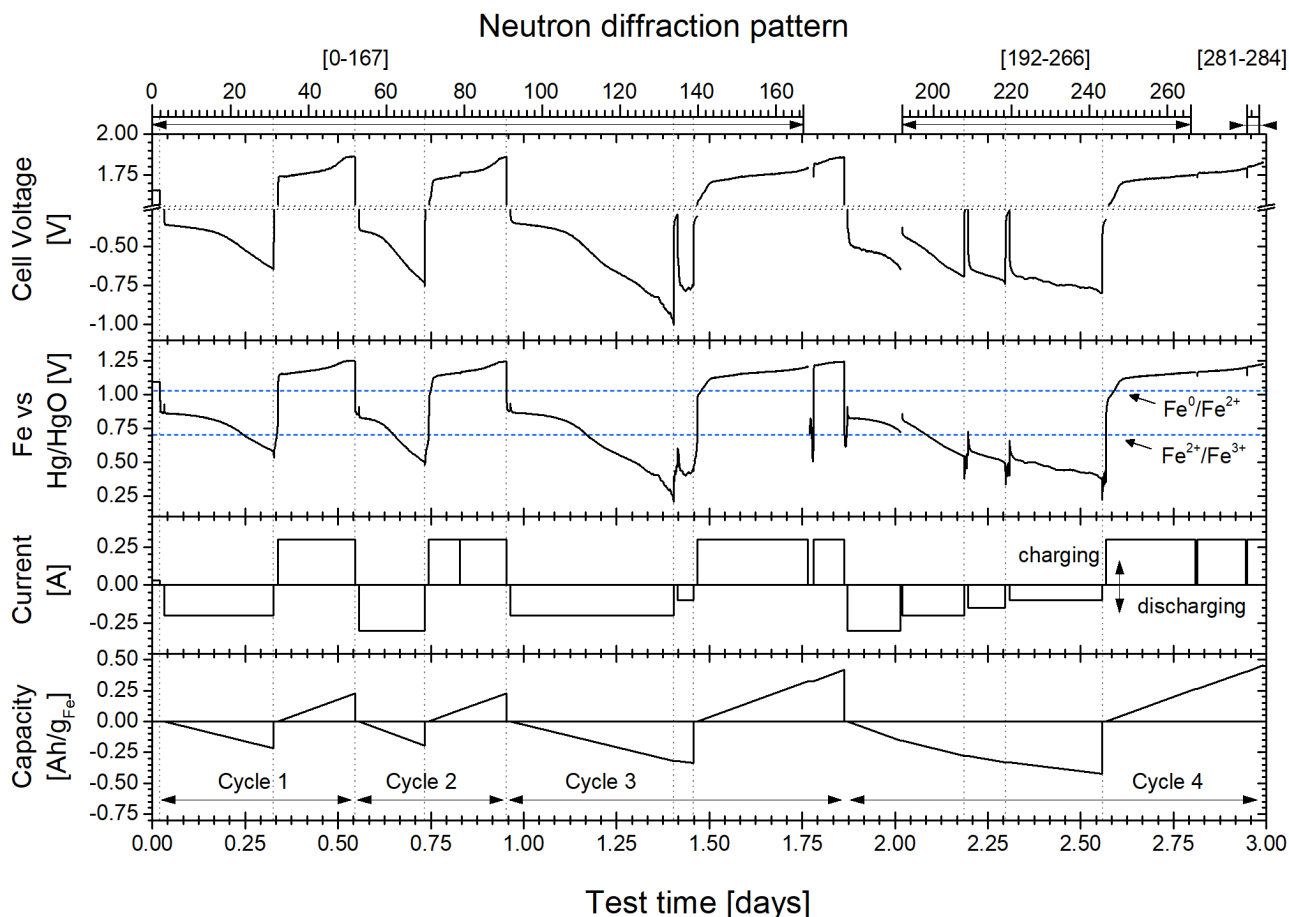 Neutron diffraction pattern
[0-167] [192-266] [281-284]
0 20 40 60 80 100 120 140 160 200 220 240 260
Cell Voltage
[V]
2.00
1.75
-0.50
-0.75
-1.00
Fe vs
Hg/HgO [V]
1.25
1.00
0.75
0.50
0.25
Fe⁰/Fe²⁺
Fe²⁺/Fe³⁺
Current
[A]
0.25
0.00
-0.25
charging
discharging
Capacity
[Ah/g_Fe]
0.50
0.25
0.00
-0.25
-0.50
-0.75
Cycle 1 Cycle 2 Cycle 3 Cycle 4
0.00 0.25 0.50 0.75 1.00 1.25 1.50 1.75 2.00 2.25 2.50 2.75 3.00
Test time [days]